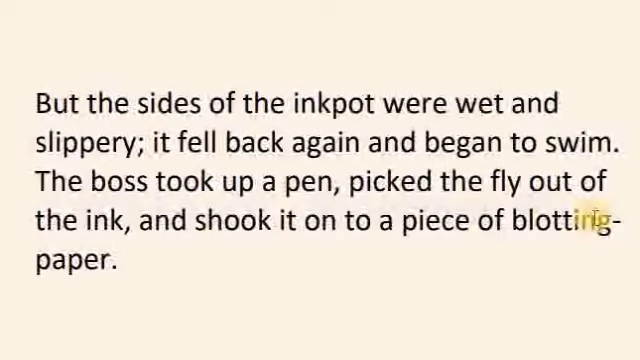 But the sides of the inkpot were wet and
slippery; it fell back again and began to swim.
The boss took up a pen, picked the fly out of
the ink, and shook it on to a piece of blotting-
paper.